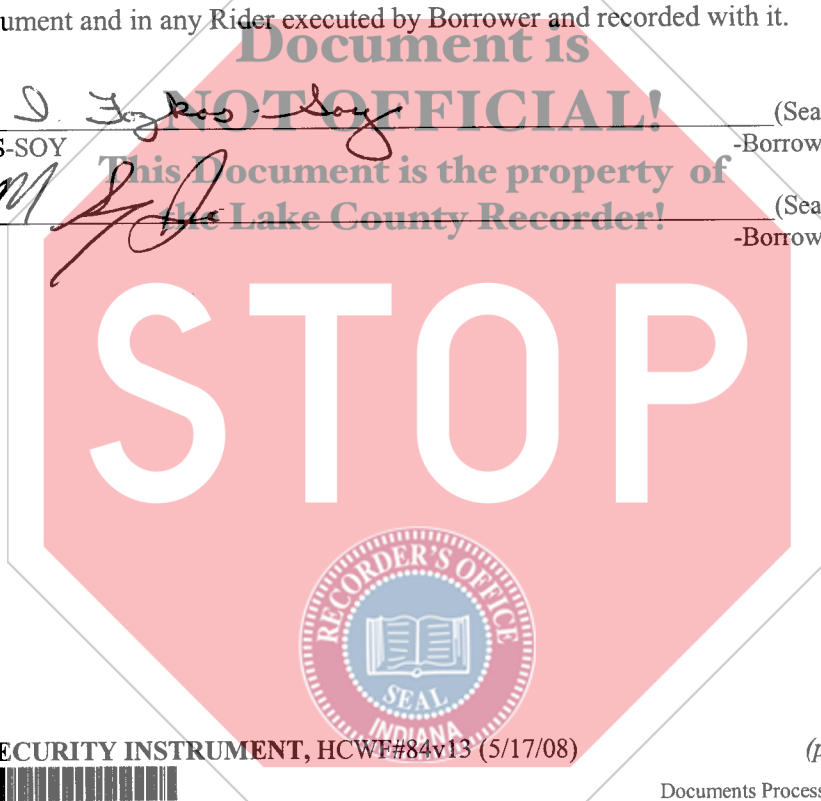 ument and in any Rider executed by Borrower and recorded with it.
Document is
NOT OFFICIAL!
This Document is the property of
the Lake County Recorder!
(Sea
S-SOY
-Borrow
(Sea
-Borrow
STOP
RECORDER'S OFFICE
SEAL
INDIANA
ECURITY INSTRUMENT, HCWF#84v13 (5/17/08)
(p
Documents Process